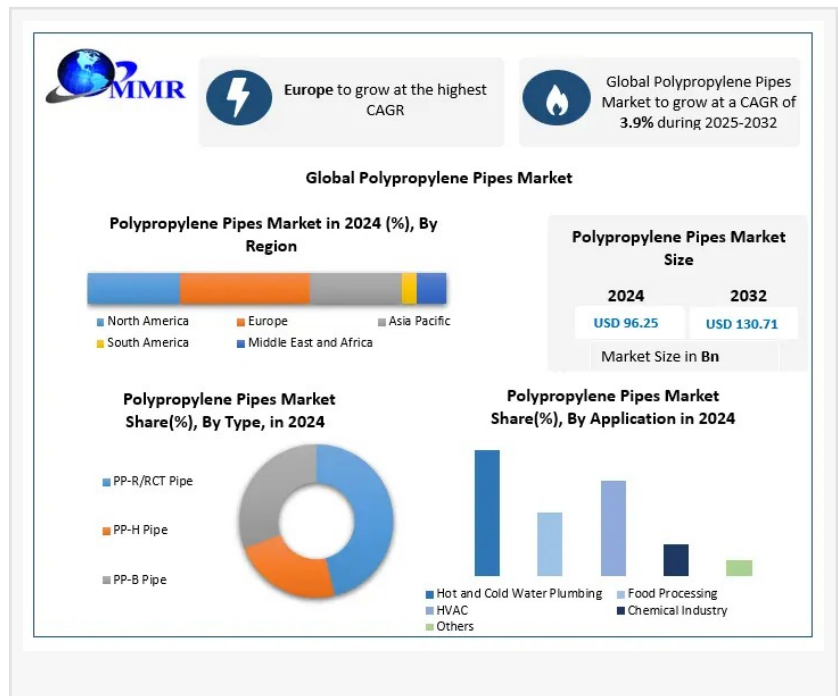 MMR
Europe to grow at the highest
CAGR
Global Polypropylene Pipes
Market to grow at a CAGR of
3.9% during 2025-2032
Global Polypropylene Pipes Market
Polypropylene Pipes Market in 2024 (%), By
Region
North America
Europe
Asia Pacific
South America
Middle East and Africa
Polypropylene Pipes Market
Size
2024
2032
USD 96.25
USD 130.71
Market Size in Bn
Polypropylene Pipes Market
Share(%), By Type, in 2024
PP-R/RCT Pipe
PP-H Pipe
PP-B Pipe
Polypropylene Pipes Market
Share(%), By Application in 2024
Hot and Cold Water Plumbing
Food Processing
HVAC
Chemical Industry
Others